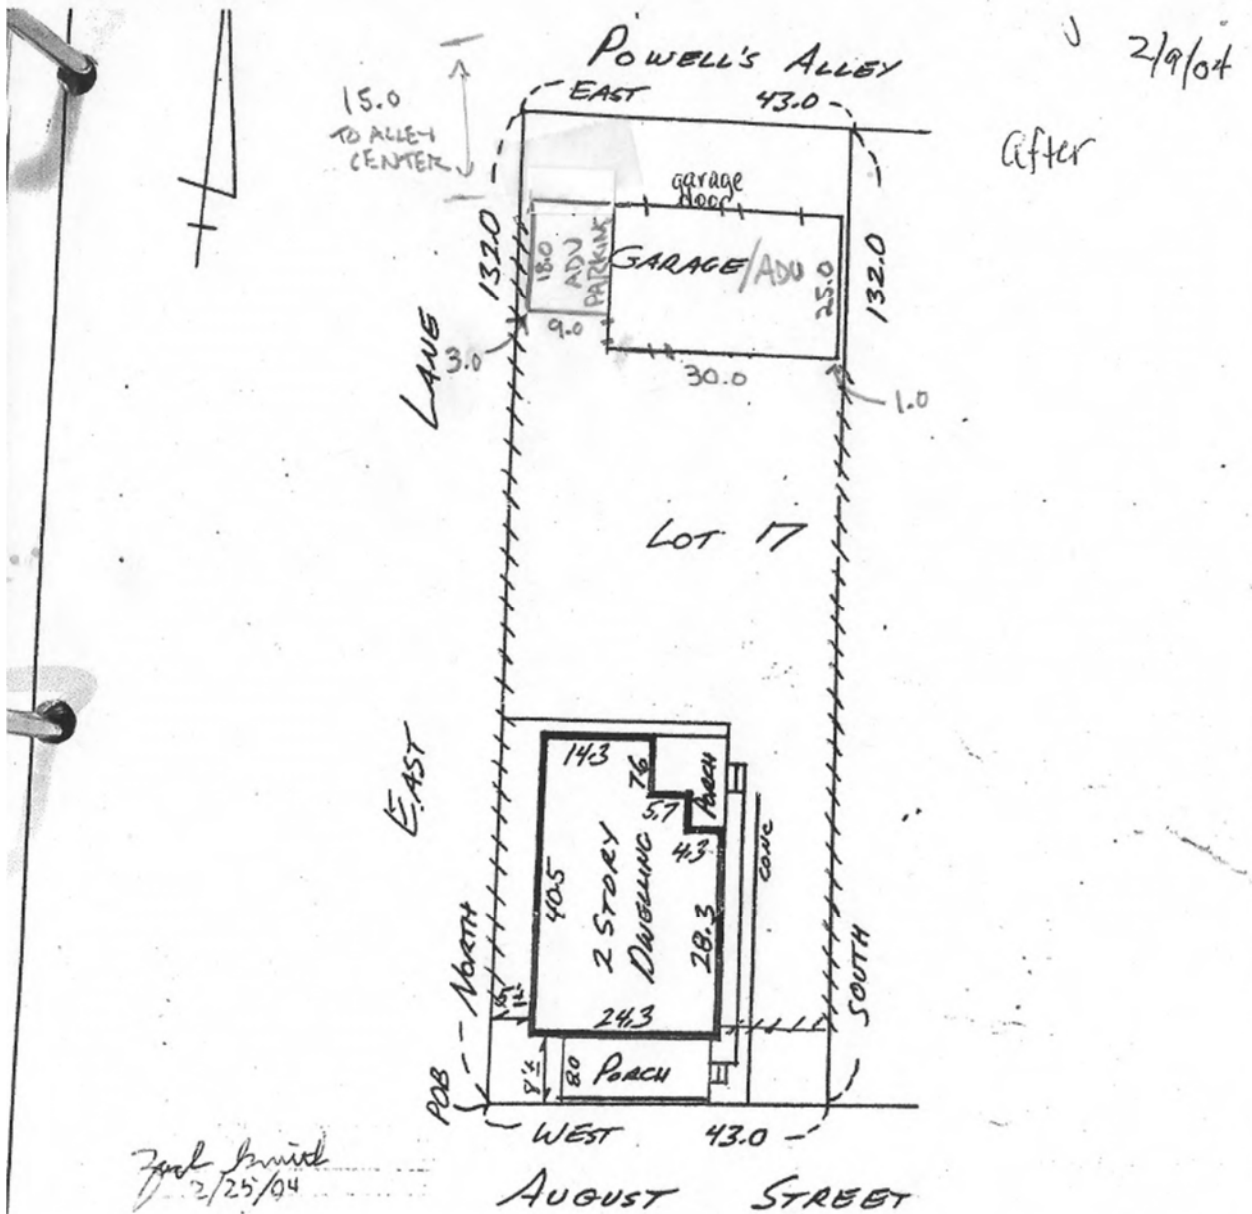 2/9/04
After
POWELL'S ALLEY
EAST 43.0
15.0
TO ALLEY
CENTER
garage
door
132.0
18.0
ADU
PARKING
GARAGE/ADU
25.0
132.0
9.0
3.0
30.0
1.0
LANE
LOT 17
EAST
14.3
7.6
PORCH
5.7
4.3
CONC
40.5
2 STORY
DWELLING
28.3
NORTH
SOUTH
24.3
8'±
8.0
PORCH
POB
WEST 43.0
2/25/04
AUGUST STREET